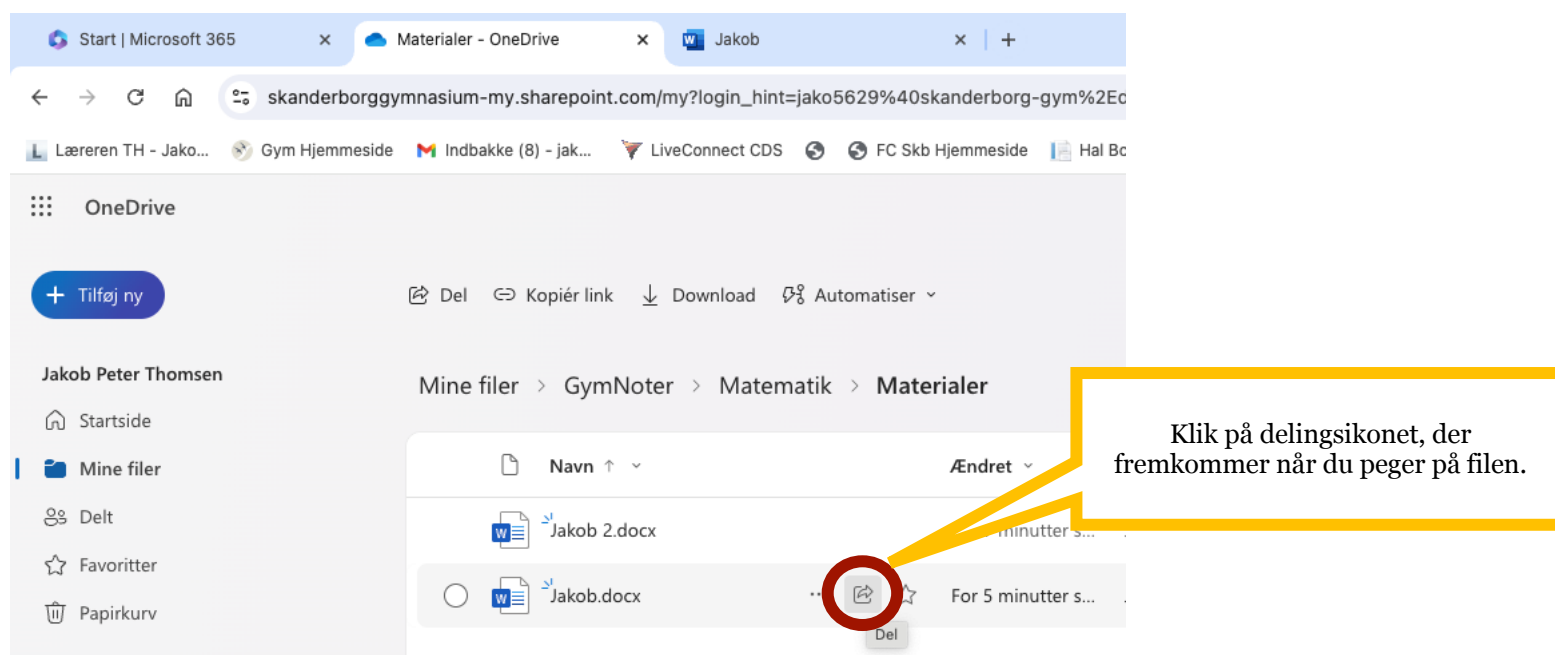 Start | Microsoft 365
Materialer - OneDrive
Jakob
skanderborggymnasium-my.sharepoint.com/my?login_hint=jako5629%40skanderborg-gym%2Ed
Læreren TH - Jako...
Gym Hjemmeside
Indbakke (8) - jak...
LiveConnect CDS
FC Skb Hjemmeside
Hal Bo
OneDrive
+ Tilføj ny
Del
Kopiér link
Download
Automatiser
Jakob Peter Thomsen
Startside
Mine filer
Delt
Favoritter
Papirkurv
Mine filer > GymNoter > Matematik > Materialer
Navn ↑
Ændret
Jakob 2.docx
minutter s...
Jakob.docx
For 5 minutter s...
Del
Klik på delingsikonet, der
fremkommer når du peger på filen.